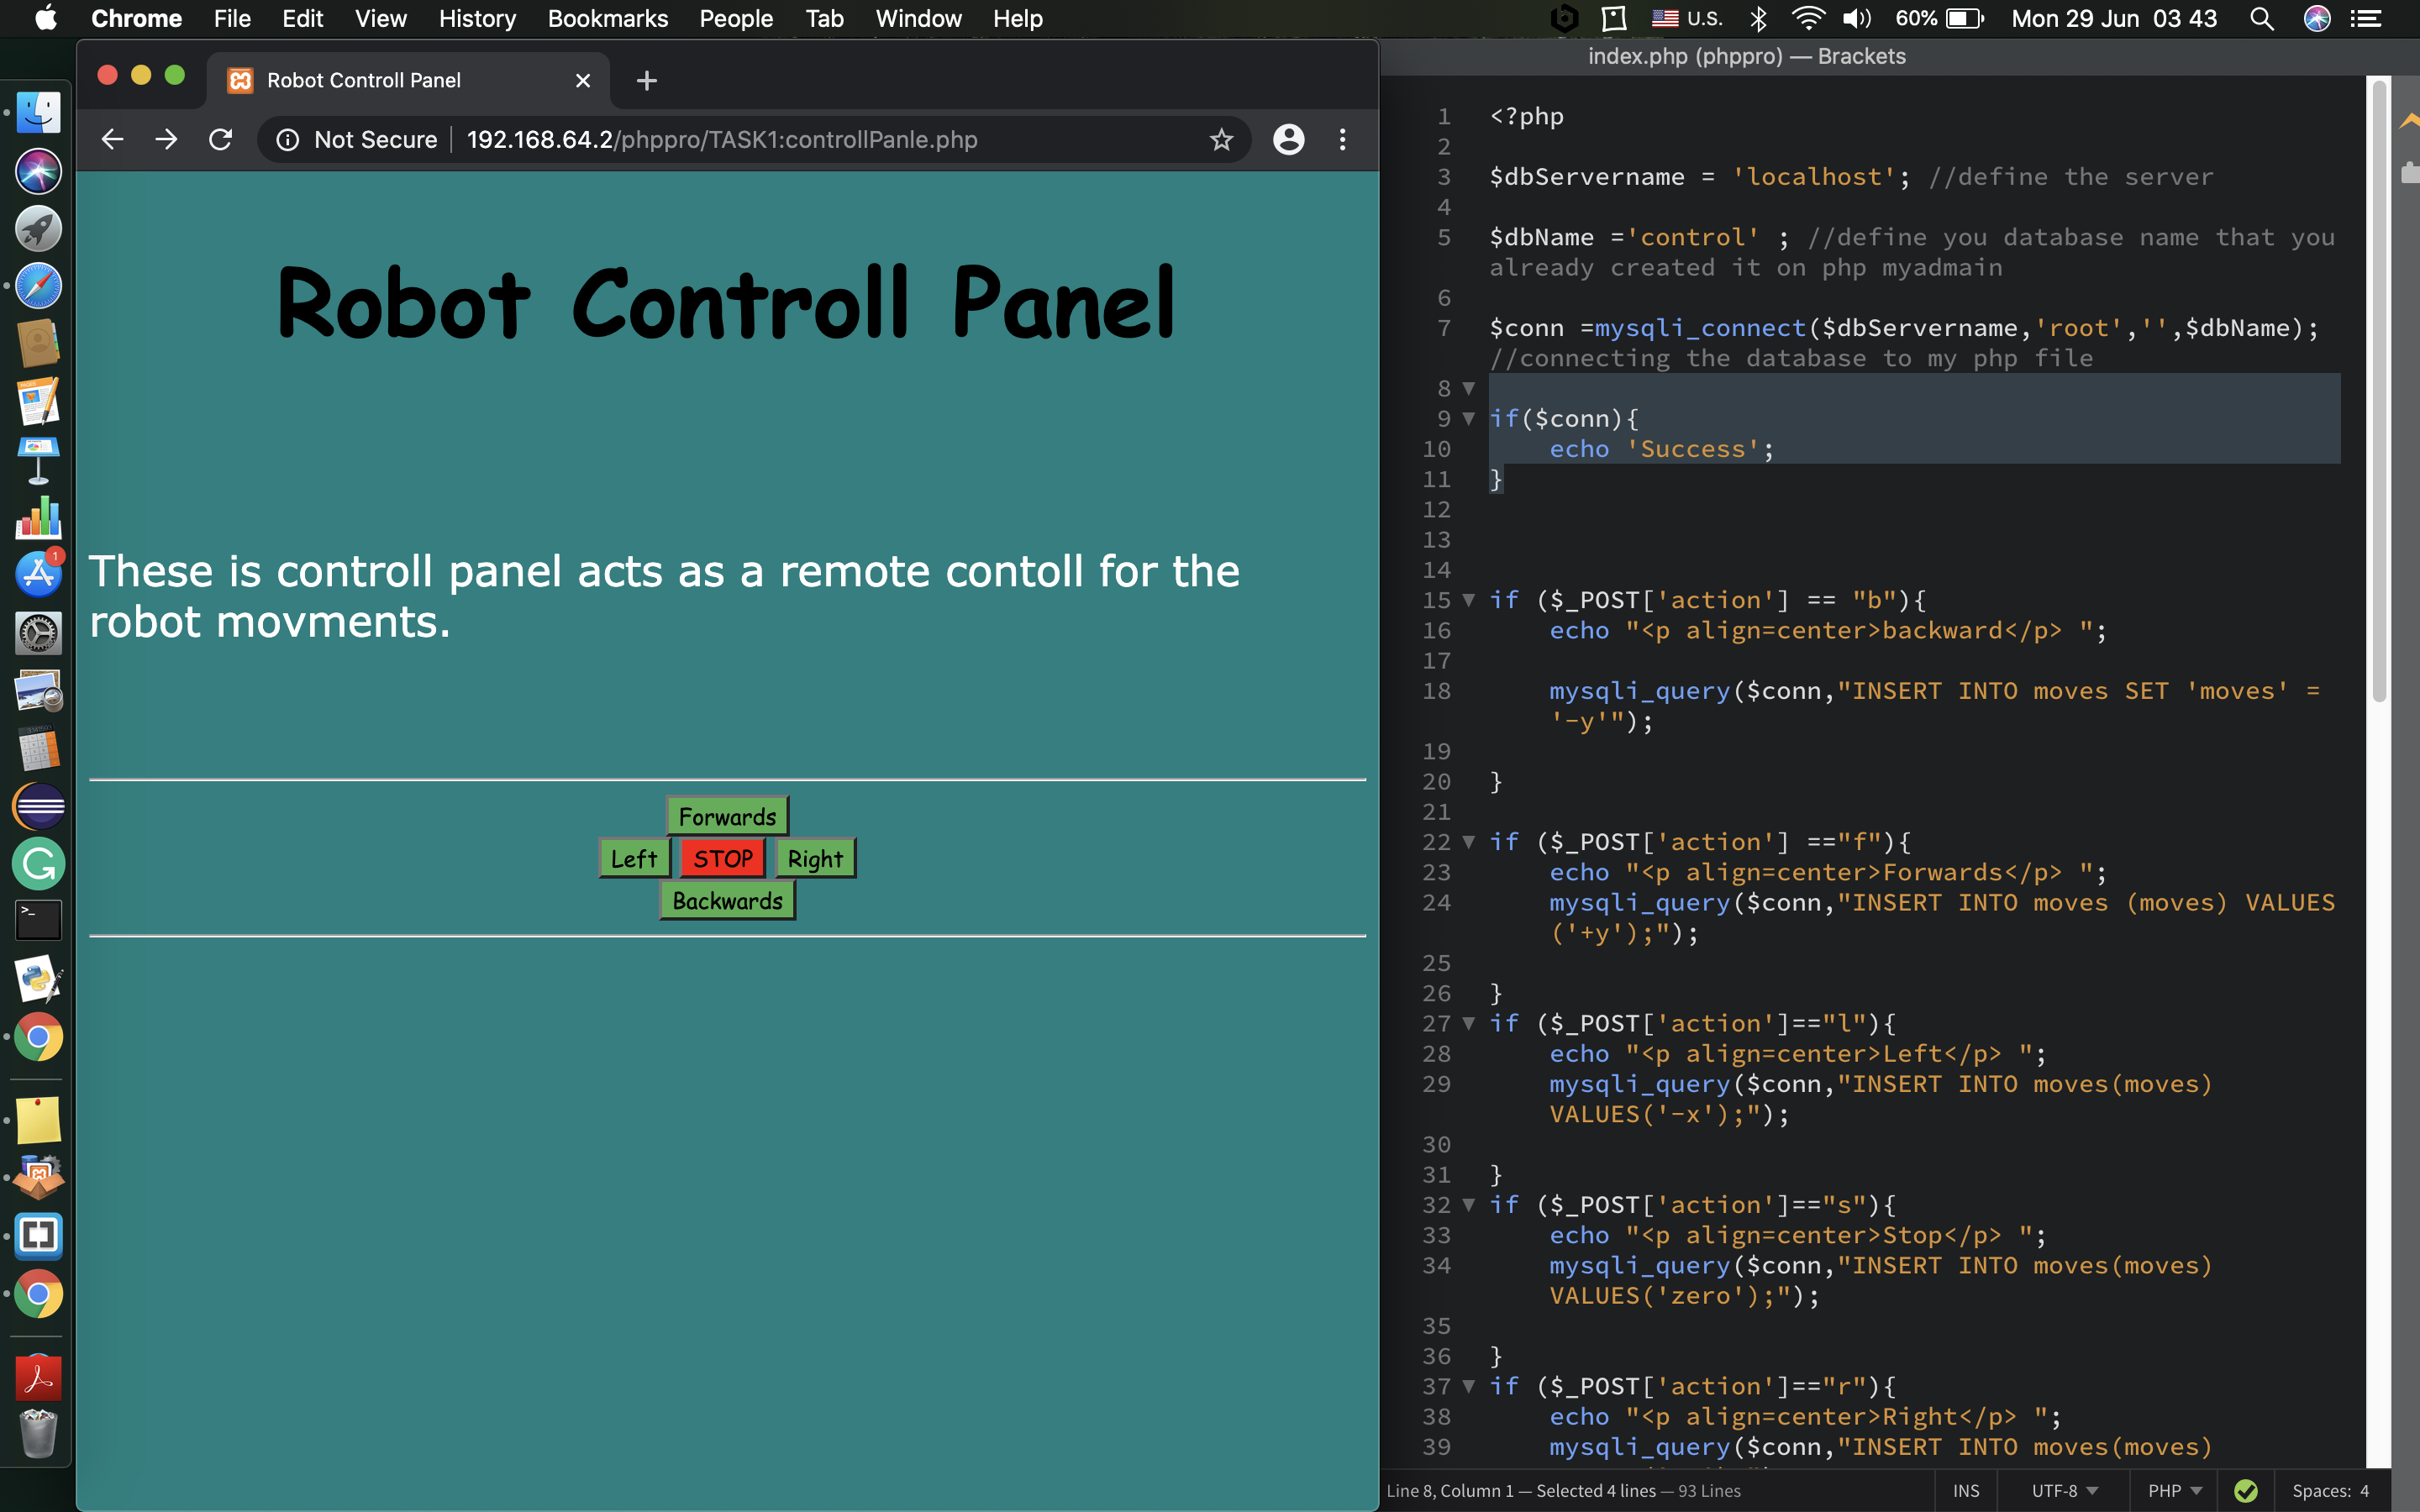 Chrome File Edit View History Bookmarks People Tab Window Help U.S. 60% Mon 29 Jun 03 43
Robot Controll Panel
Not Secure 192.168.64.2/phppro/TASK1:controllPanle.php
1
Robot Controll Panel
These is controll panel acts as a remote contoll for the
robot movments.
Forwards
Left STOP Right
Backwards
index.php (phppro) — Brackets
1 <?php
2
3 $dbServername = 'localhost'; //define the server
4
5 $dbName ='control' ; //define you database name that you
already created it on php myadmain
6
7 $conn =mysqli_connect($dbServername,'root','',$dbName);
//connecting the database to my php file
8
9 if($conn){
10 echo 'Success';
11 }
12
13
14
15 if ($_POST['action'] == "b"){
16 echo "<p align=center>backward</p> ";
17
18 mysqli_query($conn,"INSERT INTO moves SET 'moves' =
'-y'");
19
20 }
21
22 if ($_POST['action'] =="f"){
23 echo "<p align=center>Forwards</p> ";
24 mysqli_query($conn,"INSERT INTO moves (moves) VALUES
('+y');");
25
26 }
27 if ($_POST['action']=="l"){
28 echo "<p align=center>Left</p> ";
29 mysqli_query($conn,"INSERT INTO moves(moves)
VALUES('-x');");
30
31 }
32 if ($_POST['action']=="s"){
33 echo "<p align=center>Stop</p> ";
34 mysqli_query($conn,"INSERT INTO moves(moves)
VALUES('zero');");
35
36 }
37 if ($_POST['action']=="r"){
38 echo "<p align=center>Right</p> ";
39 mysqli_query($conn,"INSERT INTO moves(moves)
Line 8, Column 1 — Selected 4 lines — 93 Lines INS UTF-8 PHP Spaces: 4